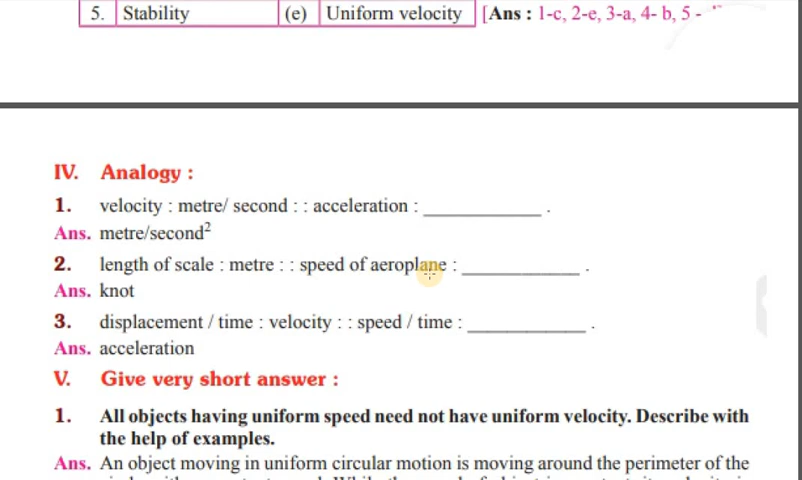 5. Stability (e) Uniform velocity [Ans : 1-c, 2-e, 3-a, 4- b, 5 -
IV. Analogy :
1. velocity : metre/ second : : acceleration : ____________ .
Ans. metre/second²
2. length of scale : metre : : speed of aeroplane : ____________ .
Ans. knot
3. displacement / time : velocity : : speed / time : ____________ .
Ans. acceleration
V. Give very short answer :
1. All objects having uniform speed need not have uniform velocity. Describe with
the help of examples.
Ans. An object moving in uniform circular motion is moving around the perimeter of the